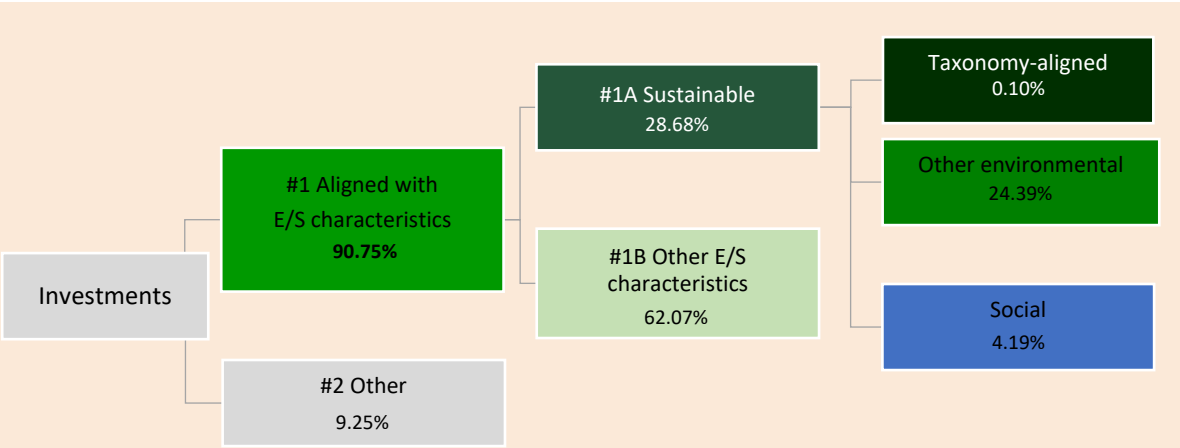 Investments
#1 Aligned with
E/S characteristics
90.75%
#2 Other
9.25%
#1A Sustainable
28.68%
#1B Other E/S
characteristics
62.07%
Taxonomy-aligned
0.10%
Other environmental
24.39%
Social
4.19%